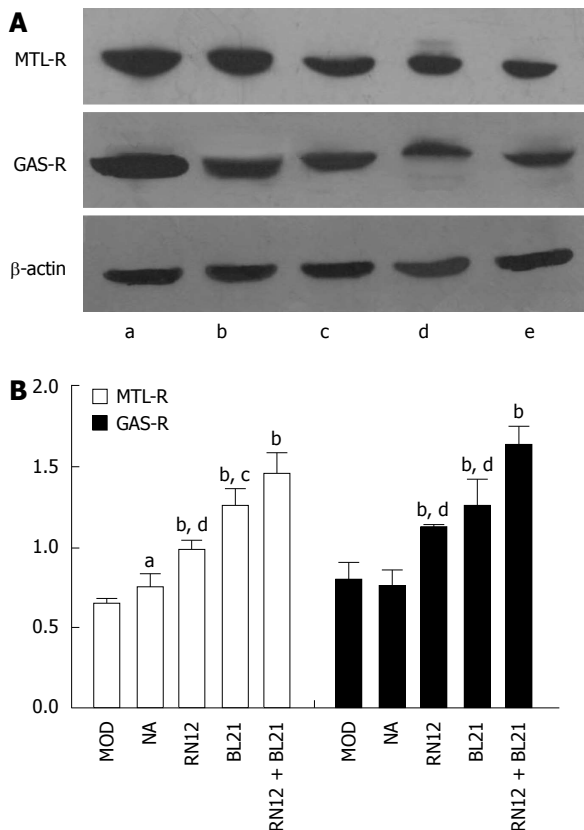 A
MTL-R
GAS-R
β-actin
a b c d e
B
2.0
1.5
1.0
0.5
0.0
MTL-R
GAS-R
a
b, d
b, c
b
b, d
b, d
b
MOD
NA
RN12
BL21
RN12 + BL21
MOD
NA
RN12
BL21
RN12 + BL21